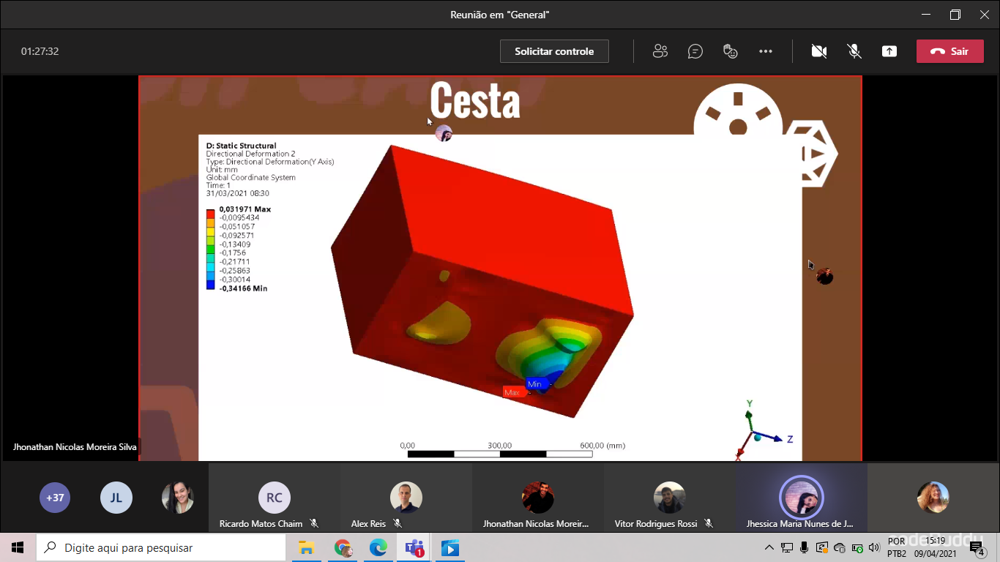 Reunião em "General"
01:27:32
Solicitar controle
Sair
Cesta
D: Static Structural
Directional Deformation 2
Type: Directional Deformation(Y Axis)
Unit: mm
Global Coordinate System
Time: 1
31/03/2021 08:30
0,031971 Max
-0,0095434
-0,051057
-0,092571
-0,13409
-0,1756
-0,21711
-0,25863
-0,30014
-0,34166 Min
Min
Max
Y
Z
X
0,00
300,00
600,00 (mm)
Jhonathan Nicolas Moreira Silva
+37
JL
RC
Ricardo Matos Chaim
Alex Reis
Jhonathan Nicolas Moreir...
Vitor Rodrigues Rossi
Jhessica Maria Nunes de J...
Digite aqui para pesquisar
1
POR
PTB2
15:19
09/04/2021
4